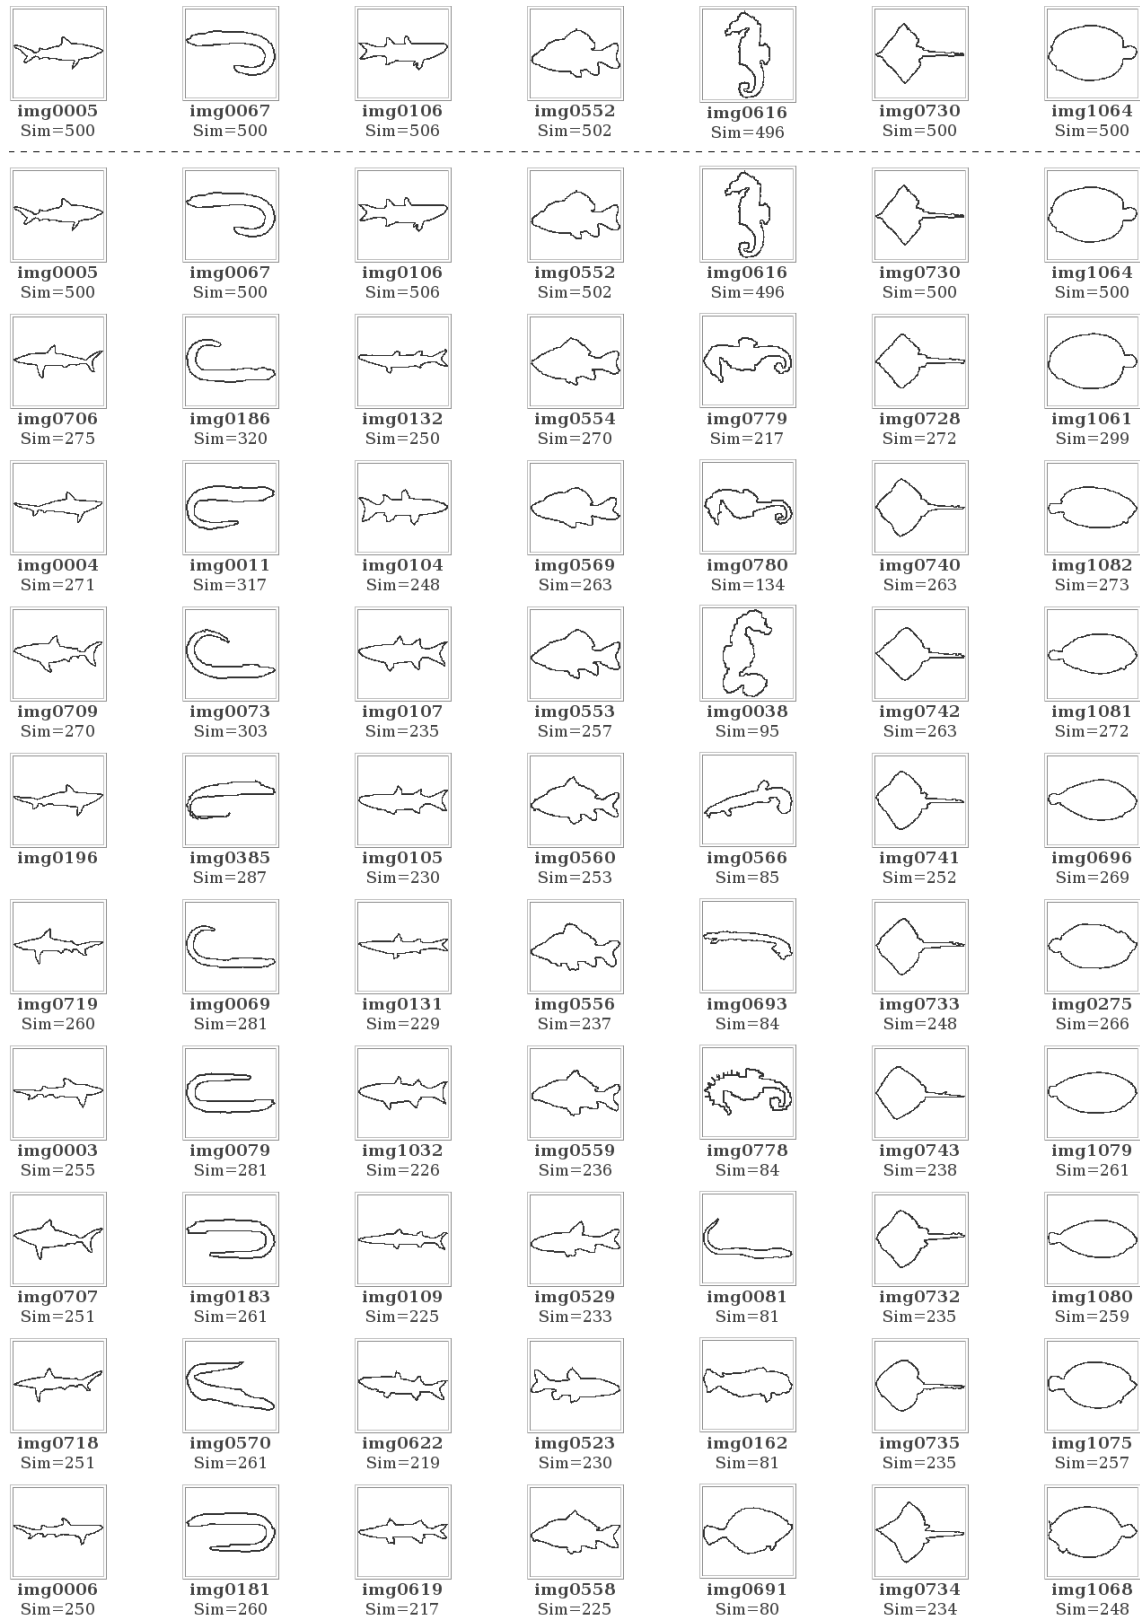 img0005 img0067 img0106 img0552 img0616 img0730 img1064
Sim=500 Sim=500 Sim=506 Sim=502 Sim=496 Sim=500 Sim=500
img0005 img0067 img0106 img0552 img0616 img0730 img1064
Sim=500 Sim=500 Sim=506 Sim=502 Sim=496 Sim=500 Sim=500
img0706 img0186 img0132 img0554 img0779 img0728 img1061
Sim=275 Sim=320 Sim=250 Sim=270 Sim=217 Sim=272 Sim=299
img0004 img0011 img0104 img0569 img0780 img0740 img1082
Sim=271 Sim=317 Sim=248 Sim=263 Sim=134 Sim=263 Sim=273
img0709 img0073 img0107 img0553 img0038 img0742 img1081
Sim=270 Sim=303 Sim=235 Sim=257 Sim=95 Sim=263 Sim=272
img0196 img0385 img0105 img0560 img0566 img0741 img0696
Sim=287 Sim=230 Sim=253 Sim=85 Sim=252 Sim=269
img0719 img0069 img0131 img0556 img0693 img0733 img0275
Sim=260 Sim=281 Sim=229 Sim=237 Sim=84 Sim=248 Sim=266
img0003 img0079 img1032 img0559 img0778 img0743 img1079
Sim=255 Sim=281 Sim=226 Sim=236 Sim=84 Sim=238 Sim=261
img0707 img0183 img0109 img0529 img0081 img0732 img1080
Sim=251 Sim=261 Sim=225 Sim=233 Sim=81 Sim=235 Sim=259
img0718 img0570 img0622 img0523 img0162 img0735 img1075
Sim=251 Sim=261 Sim=219 Sim=230 Sim=81 Sim=235 Sim=257
img0006 img0181 img0619 img0558 img0691 img0734 img1068
Sim=250 Sim=260 Sim=217 Sim=225 Sim=80 Sim=234 Sim=248